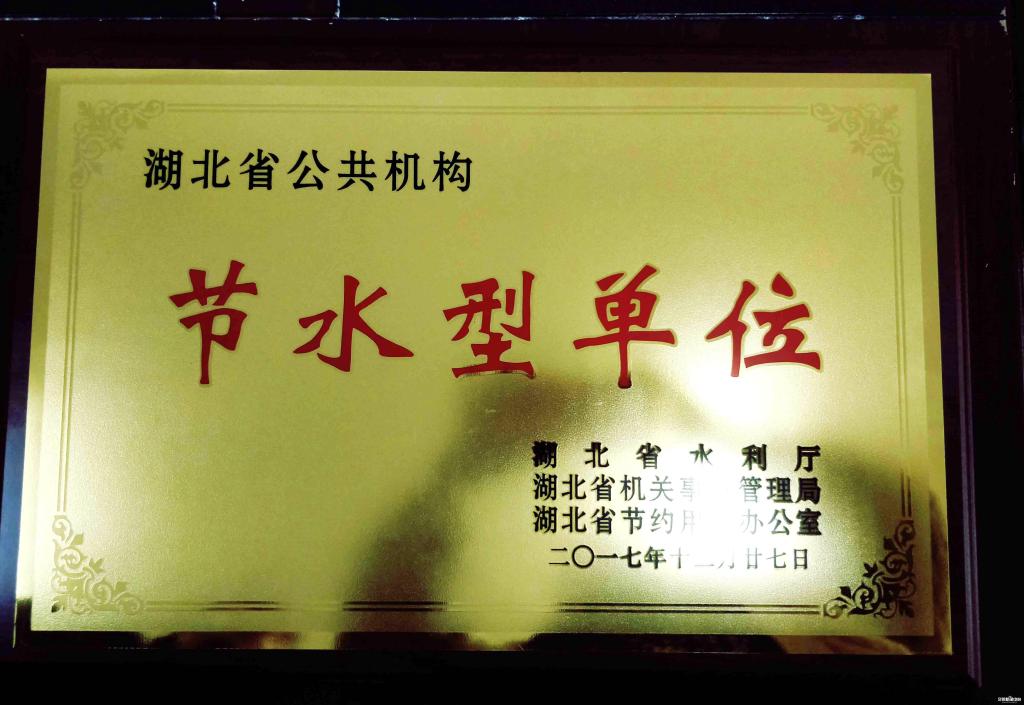 湖北省公共机构
节水型单位
湖北省水利厅
湖北省机关事 管理局
湖北省节约用 办公室
二〇一七年十二月廿七日